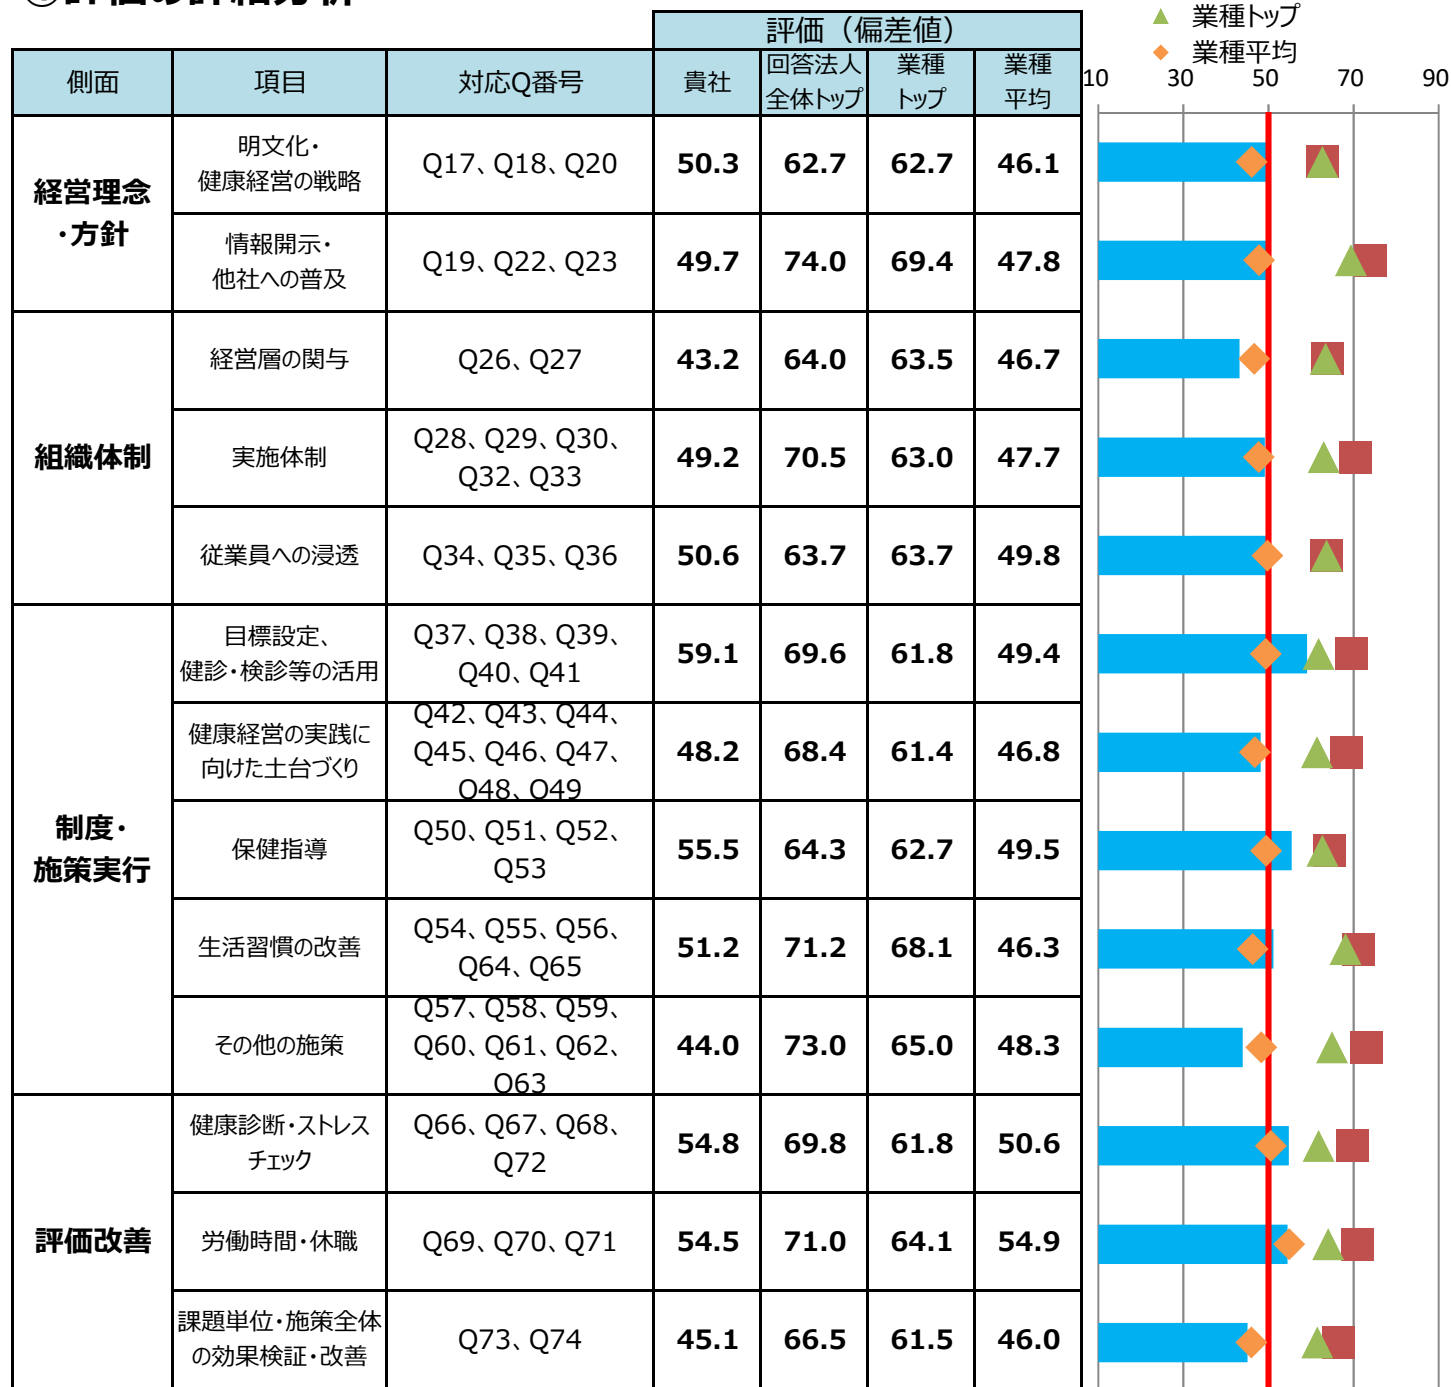 評価の詳細分析
▲ 業種トップ
◆ 業種平均
評価（偏差値）
側面 項目 対応Q番号 貴社 回答法人全体トップ 業種トップ 業種平均
10 30 50 70 90
経営理念・方針
明文化・
健康経営の戦略
Q17、Q18、Q20 50.3 62.7 62.7 46.1
情報開示・
他社への普及
Q19、Q22、Q23 49.7 74.0 69.4 47.8
組織体制
経営層の関与 Q26、Q27 43.2 64.0 63.5 46.7
実施体制
Q28、Q29、Q30、
Q32、Q33
49.2 70.5 63.0 47.7
従業員への浸透 Q34、Q35、Q36 50.6 63.7 63.7 49.8
制度・
施策実行
目標設定、
健診・検診等の活用
Q37、Q38、Q39、
Q40、Q41
59.1 69.6 61.8 49.4
健康経営の実践に
向けた土台づくり
Q42、Q43、Q44、
Q45、Q46、Q47、
Q48、Q49
48.2 68.4 61.4 46.8
保健指導
Q50、Q51、Q52、
Q53
55.5 64.3 62.7 49.5
生活習慣の改善
Q54、Q55、Q56、
Q64、Q65
51.2 71.2 68.1 46.3
その他の施策
Q57、Q58、Q59、
Q60、Q61、Q62、
Q63
44.0 73.0 65.0 48.3
評価改善
健康診断・ストレス
チェック
Q66、Q67、Q68、
Q72
54.8 69.8 61.8 50.6
労働時間・休職 Q69、Q70、Q71 54.5 71.0 64.1 54.9
課題単位・施策全体
の効果検証・改善
Q73、Q74 45.1 66.5 61.5 46.0